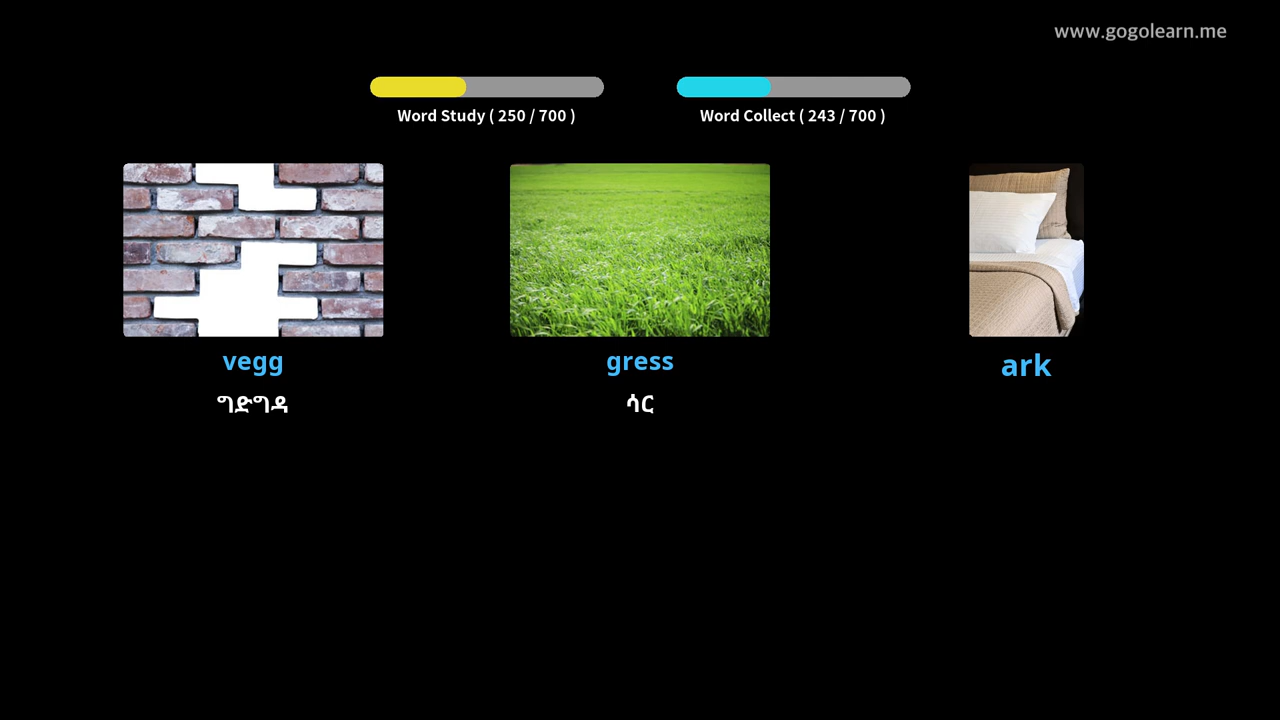 www.gogolearn.me
Word Study ( 250 / 700 )
Word Collect ( 243 / 700 )
vegg
ግድግዳ
gress
ሳር
ark